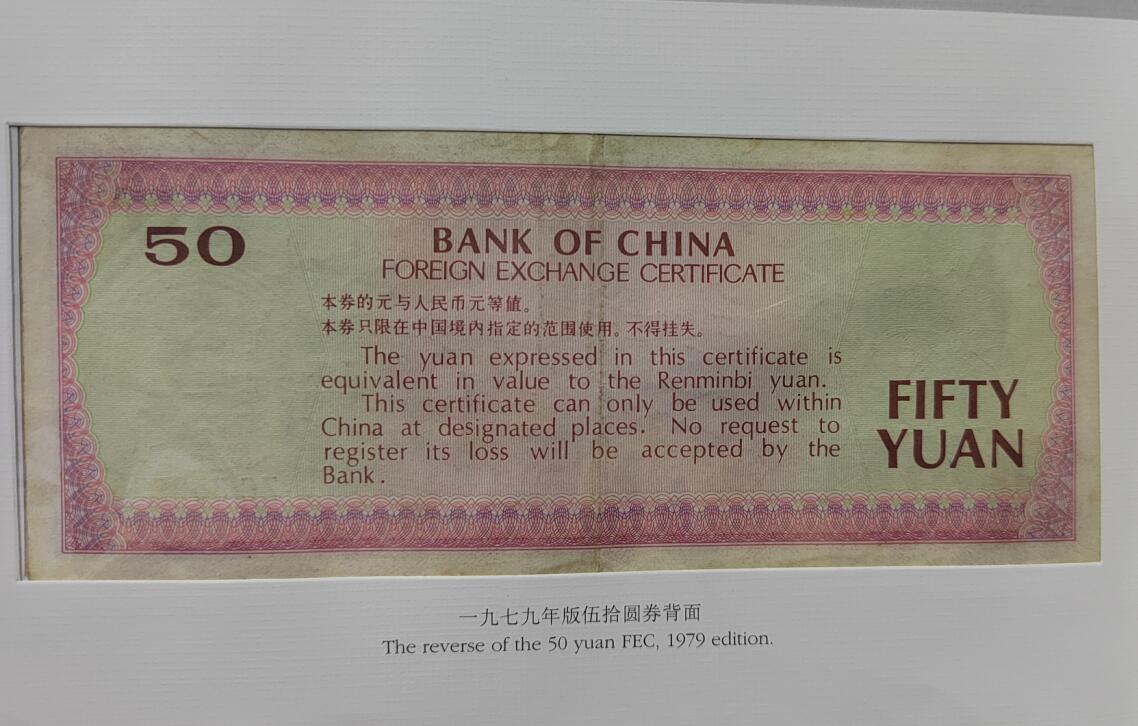 50
BANK OF CHINA
FOREIGN EXCHANGE CERTIFICATE
本券的元与人民币元等値。
本券只限在中国境内指定的范围使用。不得挂失。
The yuan expressed in this certificate is
equivalent in value to the Renminbi yuan.
This certificate can only be used within
China at designated places. No request to
register its loss will be accepted by the
Bank.
FIFTY
YUAN
一九七九年版伍拾圆券背面
The reverse of the 50 yuan FEC, 1979 edition.